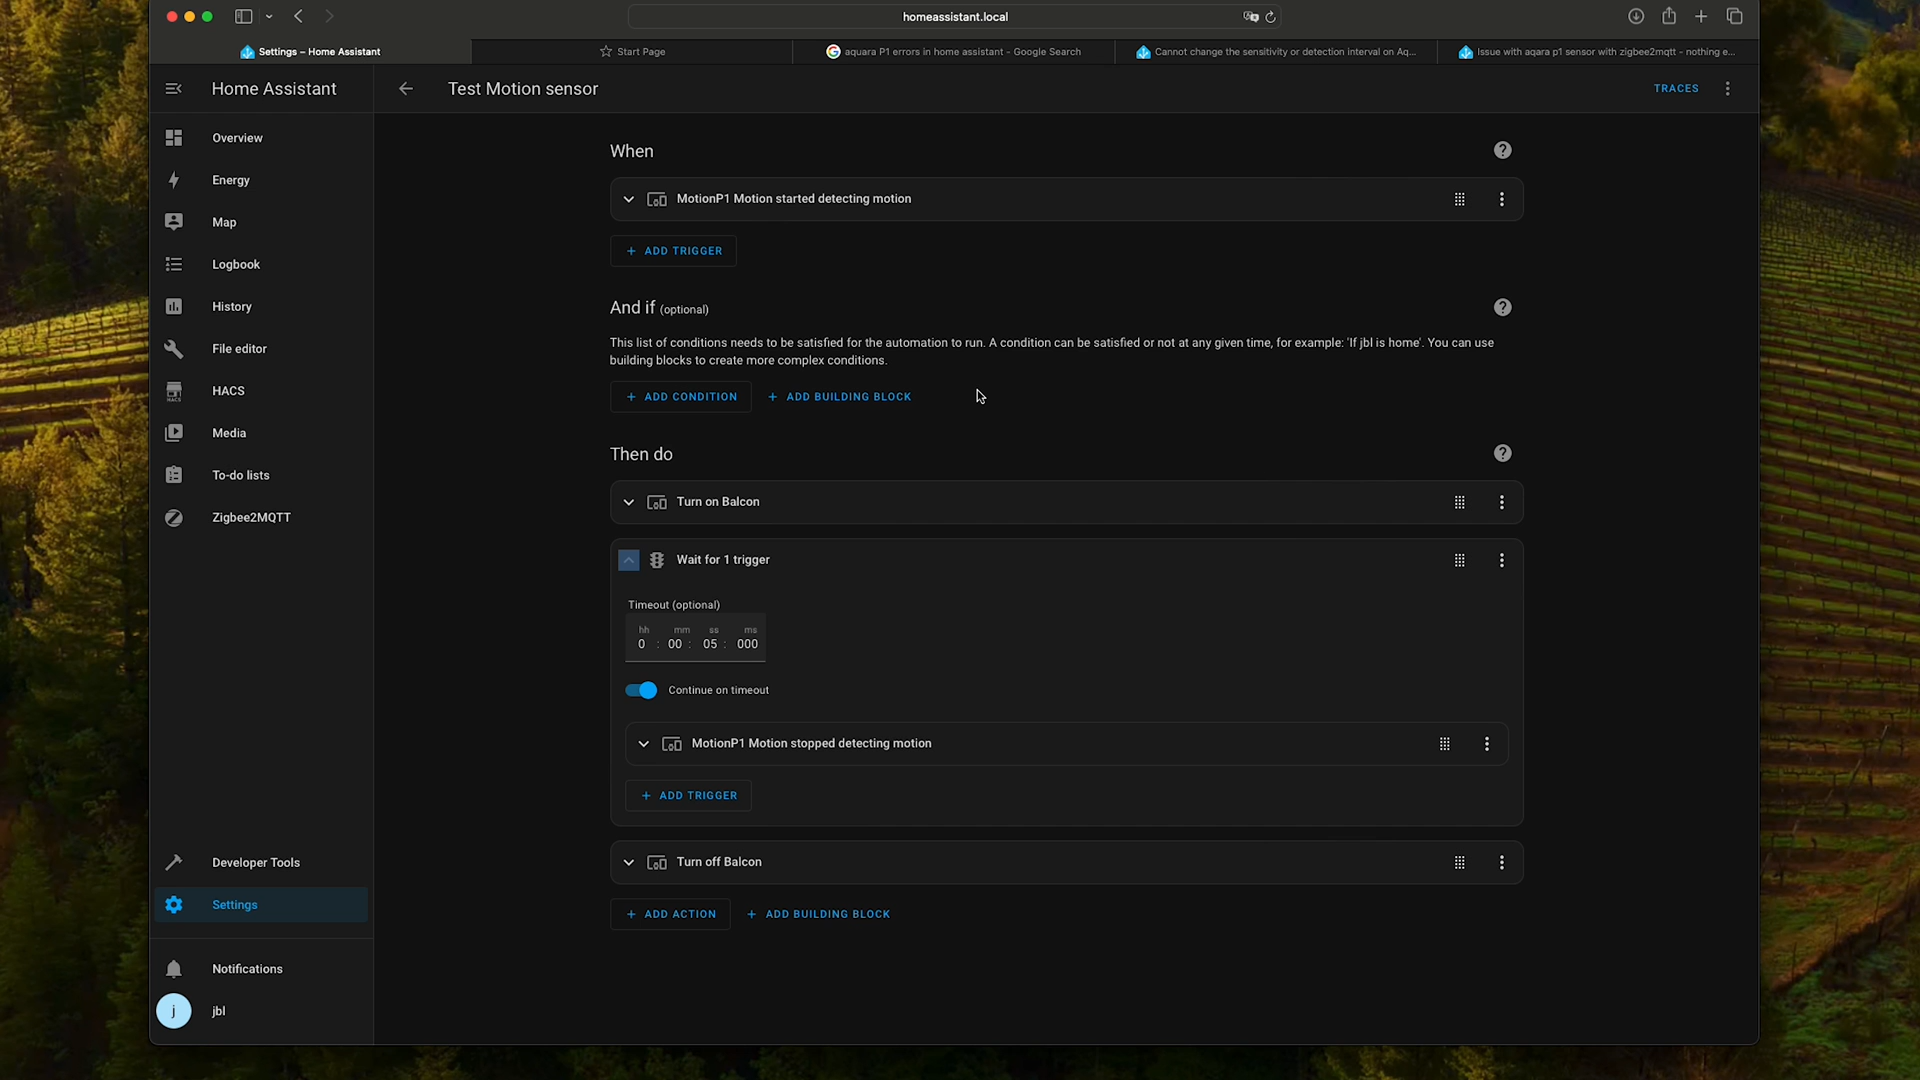 homeassistant.local
Settings – Home Assistant
Start Page
aquara P1 errors in home assistant - Google Search
Cannot change the sensitivity or detection interval on Aq...
Issue with aqara p1 sensor with zigbee2mqtt - nothing e...
Home Assistant
Test Motion sensor
TRACES
Overview
Energy
Map
Logbook
History
File editor
HACS
HACS
Media
To-do lists
Zigbee2MQTT
Developer Tools
Settings
Notifications
j
jbl
When
?
MotionP1 Motion started detecting motion
+ ADD TRIGGER
And if (optional)
?
This list of conditions needs to be satisfied for the automation to run. A condition can be satisfied or not at any given time, for example: 'If jbl is home'. You can use
building blocks to create more complex conditions.
+ ADD CONDITION
+ ADD BUILDING BLOCK
Then do
?
Turn on Balcon
Wait for 1 trigger
Timeout (optional)
hh mm ss ms
0 : 00 : 05 : 000
Continue on timeout
MotionP1 Motion stopped detecting motion
+ ADD TRIGGER
Turn off Balcon
+ ADD ACTION
+ ADD BUILDING BLOCK